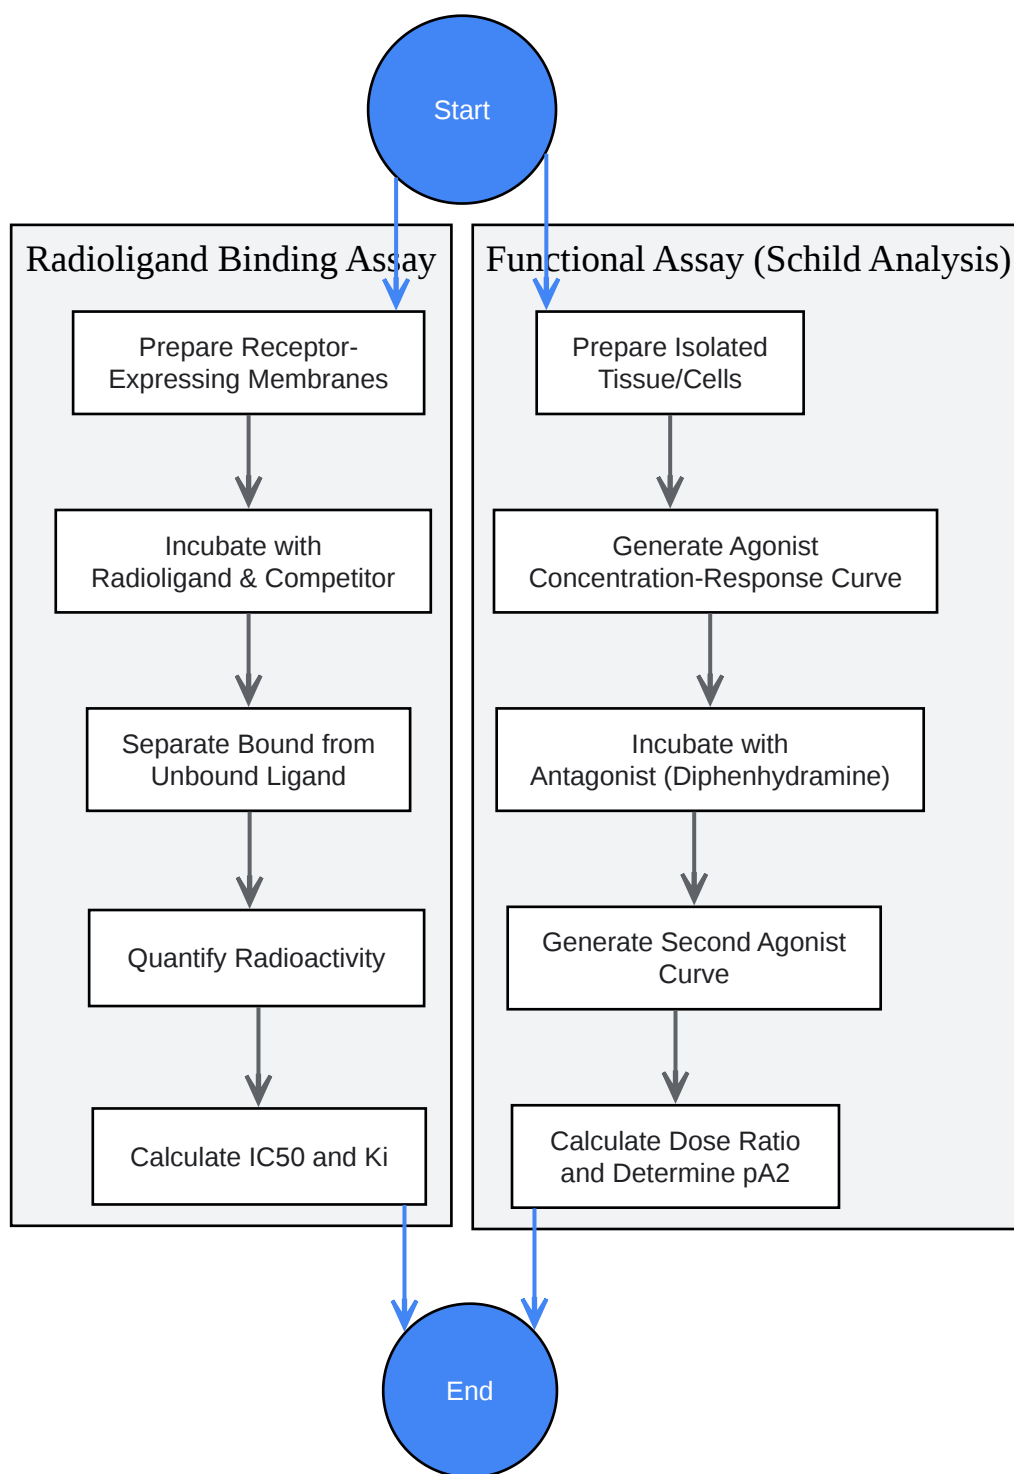 Start
Radioligand Binding Assay
Prepare Receptor-
Expressing Membranes
Incubate with
Radioligand & Competitor
Separate Bound from
Unbound Ligand
Quantify Radioactivity
Calculate IC50 and Ki
Functional Assay (Schild Analysis)
Prepare Isolated
Tissue/Cells
Generate Agonist
Concentration-Response Curve
Incubate with
Antagonist (Diphenhydramine)
Generate Second Agonist
Curve
Calculate Dose Ratio
and Determine pA2
End